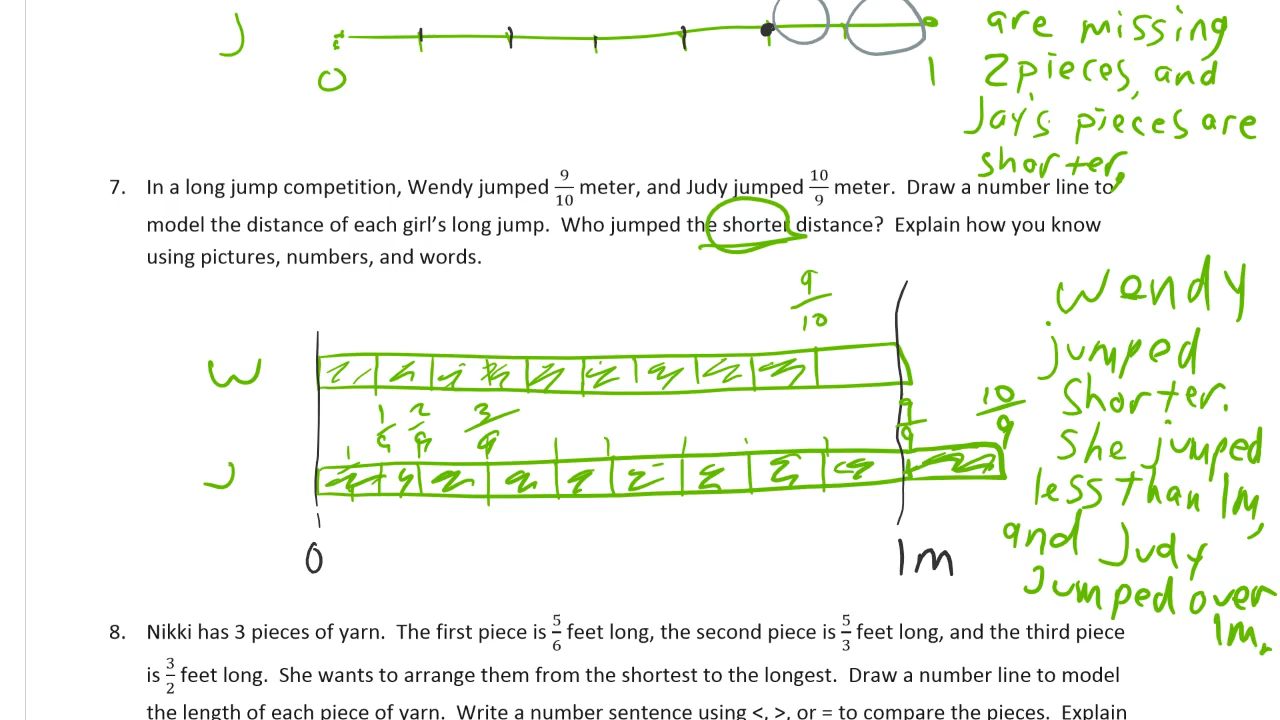 J
0
1
are missing
2 pieces, and
Jay's pieces are
shorter,
7. In a long jump competition, Wendy jumped 9/10 meter, and Judy jumped 10/9 meter. Draw a number line to
model the distance of each girl's long jump. Who jumped the shorter distance? Explain how you know
using pictures, numbers, and words.
9/10
W
1/9 2/9 3/9
9/9
10/9
J
0
1m
Wendy
jumped
shorter.
She jumped
less than 1m,
and Judy
Jumped over
1m.
8. Nikki has 3 pieces of yarn. The first piece is 5/6 feet long, the second piece is 5/3 feet long, and the third piece
is 3/2 feet long. She wants to arrange them from the shortest to the longest. Draw a number line to model
the length of each piece of yarn. Write a number sentence using <, >, or = to compare the pieces. Explain